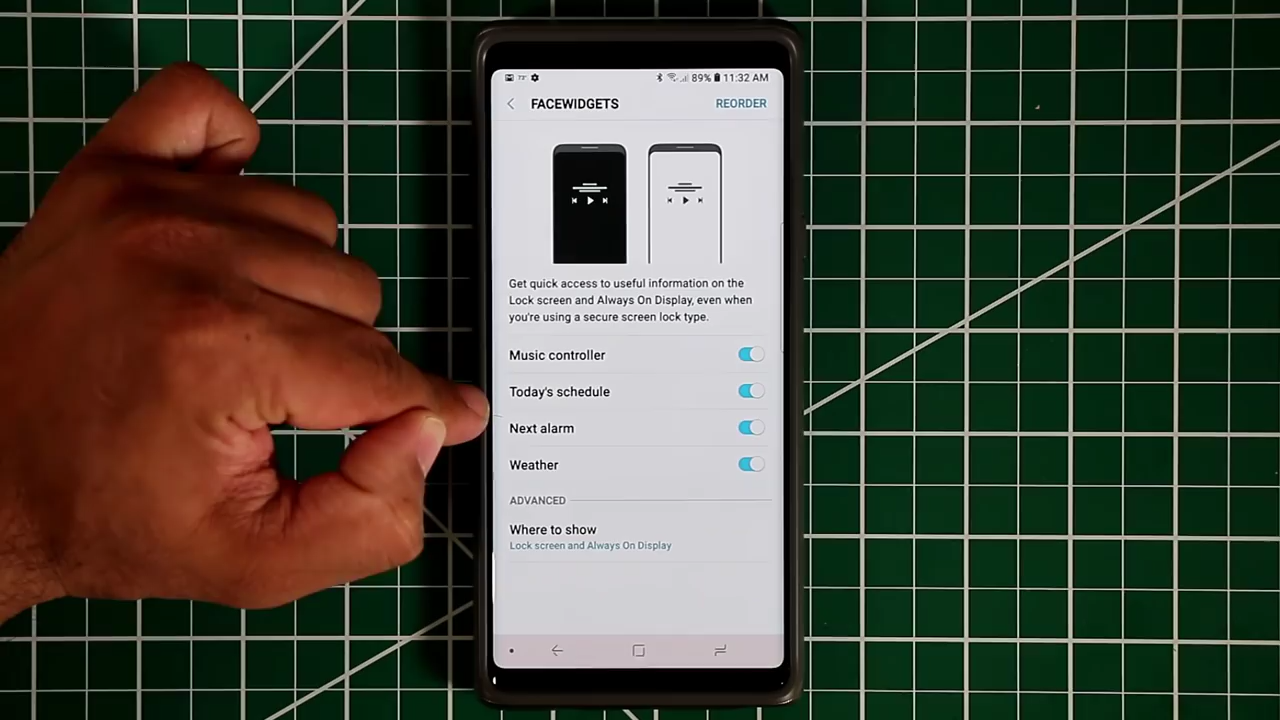 73° 89% 11:32 AM
FACEWIDGETS REORDER
Get quick access to useful information on the
Lock screen and Always On Display, even when
you're using a secure screen lock type.
Music controller
Today's schedule
Next alarm
Weather
ADVANCED
Where to show
Lock screen and Always On Display